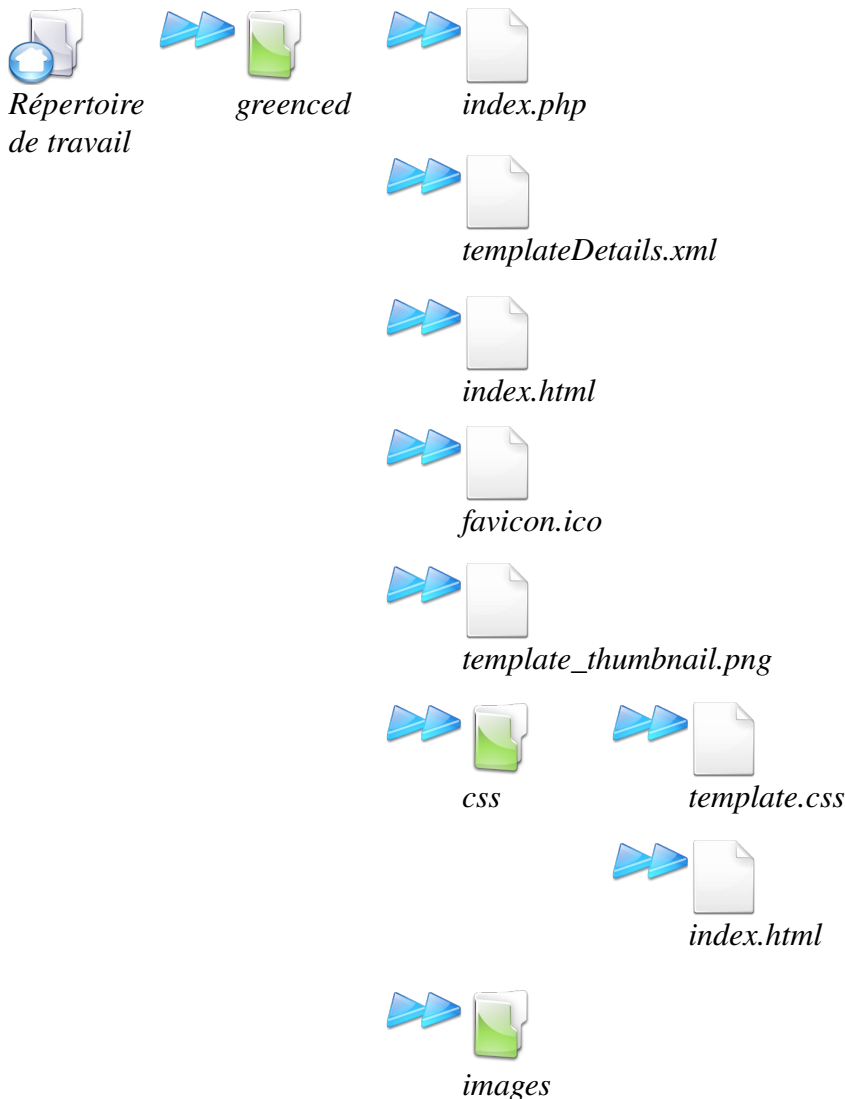 Répertoire
de travail
greenced
index.php
templateDetails.xml
index.html
favicon.ico
template_thumbnail.png
css
template.css
index.html
images